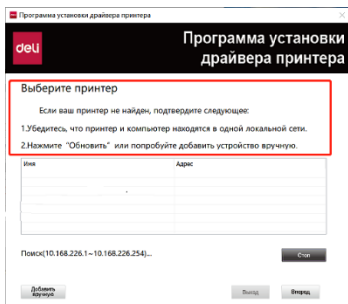 Программа установки драйвера принтера
deli
Программа установки
драйвера принтера
Выберите принтер
Если ваш принтер не найден, подтвердите следующее:
1.Убедитесь, что принтер и компьютер находятся в одной локальной сети.
2.Нажмите "Обновить" или попробуйте добавить устройство вручную.
Имя Адрес
Поиск(10.168.226.1~10.168.226.254)... Стоп
Добавить
вручную
Выход Вперед